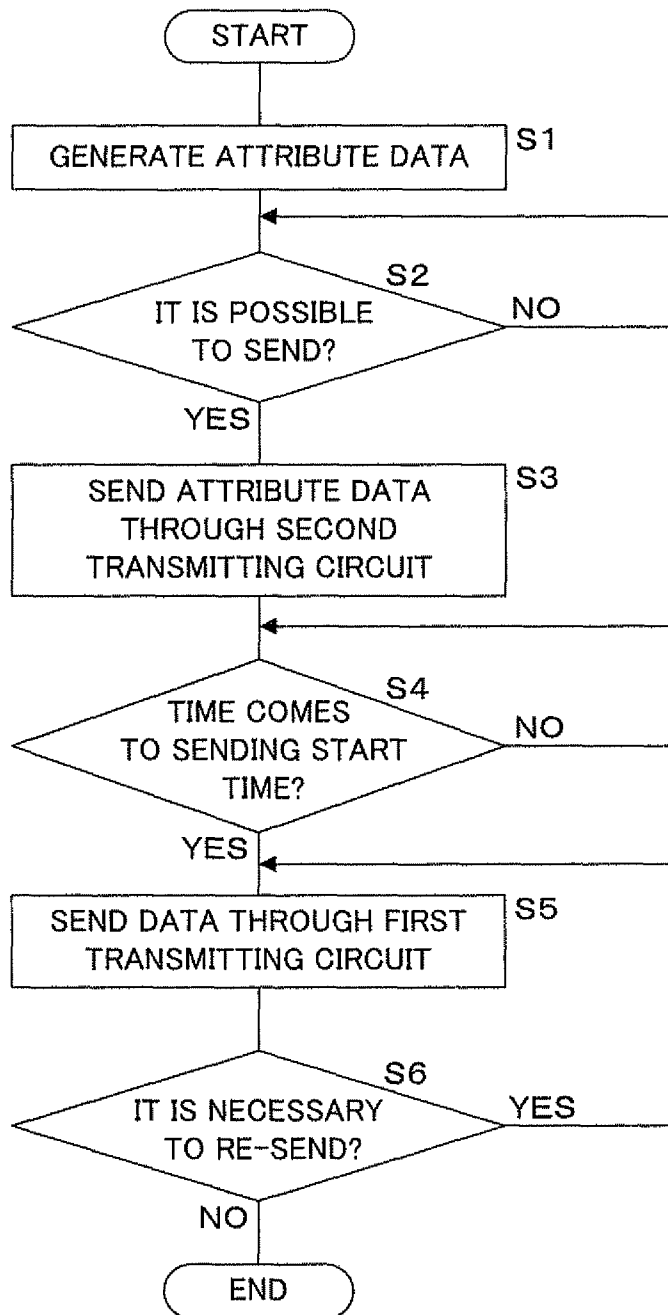 START
GENERATE ATTRIBUTE DATA
S1
S2
IT IS POSSIBLE
TO SEND?
NO
YES
SEND ATTRIBUTE DATA
THROUGH SECOND
TRANSMITTING CIRCUIT
S3
S4
TIME COMES
TO SENDING START
TIME?
NO
YES
SEND DATA THROUGH FIRST
TRANSMITTING CIRCUIT
S5
S6
IT IS NECESSARY
TO RE-SEND?
YES
NO
END